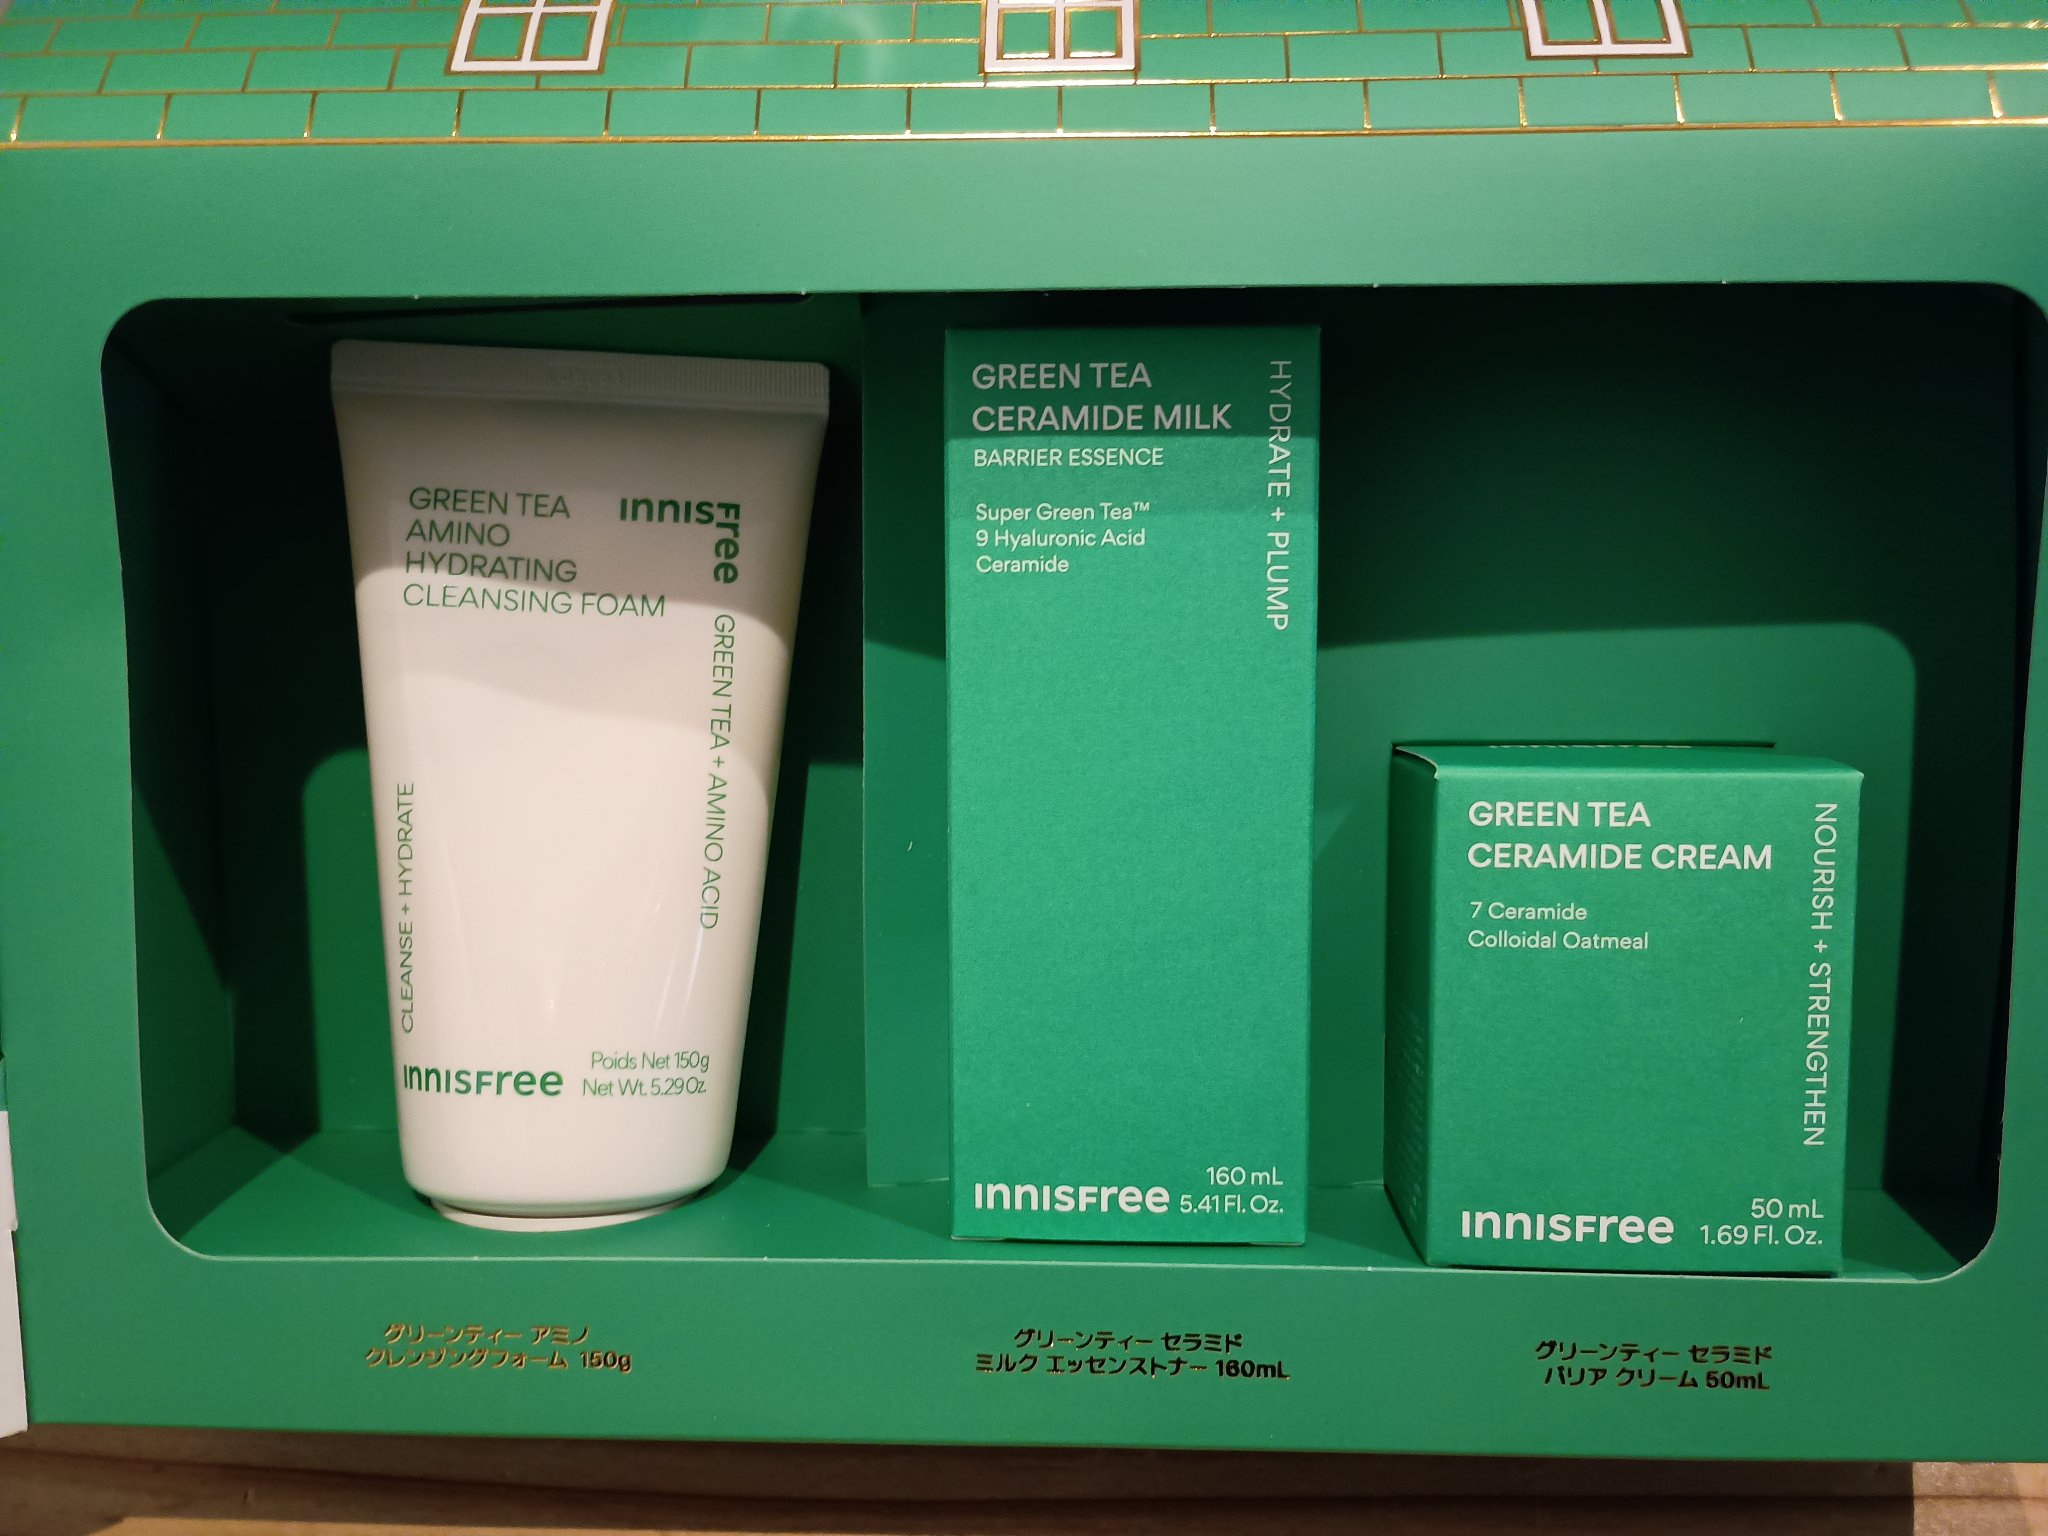 GREEN TEA
AMINO
HYDRATING
CLEANSING FOAM
innisfree
GREEN TEA + AMINO ACID
CLEANSE + HYDRATE
innisfree
Poids Net 150g
Net Wt. 5.29 Oz.
GREEN TEA
CERAMIDE MILK
BARRIER ESSENCE
Super Green Tea™
9 Hyaluronic Acid
Ceramide
HYDRATE + PLUMP
innisfree
160 mL
5.41 Fl. Oz.
GREEN TEA
CERAMIDE CREAM
7 Ceramide
Colloidal Oatmeal
NOURISH + STRENGTHEN
innisfree
50 mL
1.69 Fl. Oz.
グリーンティー アミノ
クレンジングフォーム 150g
グリーンティー セラミド
ミルク エッセンストナー 160mL
グリーンティー セラミド
バリア クリーム 50mL